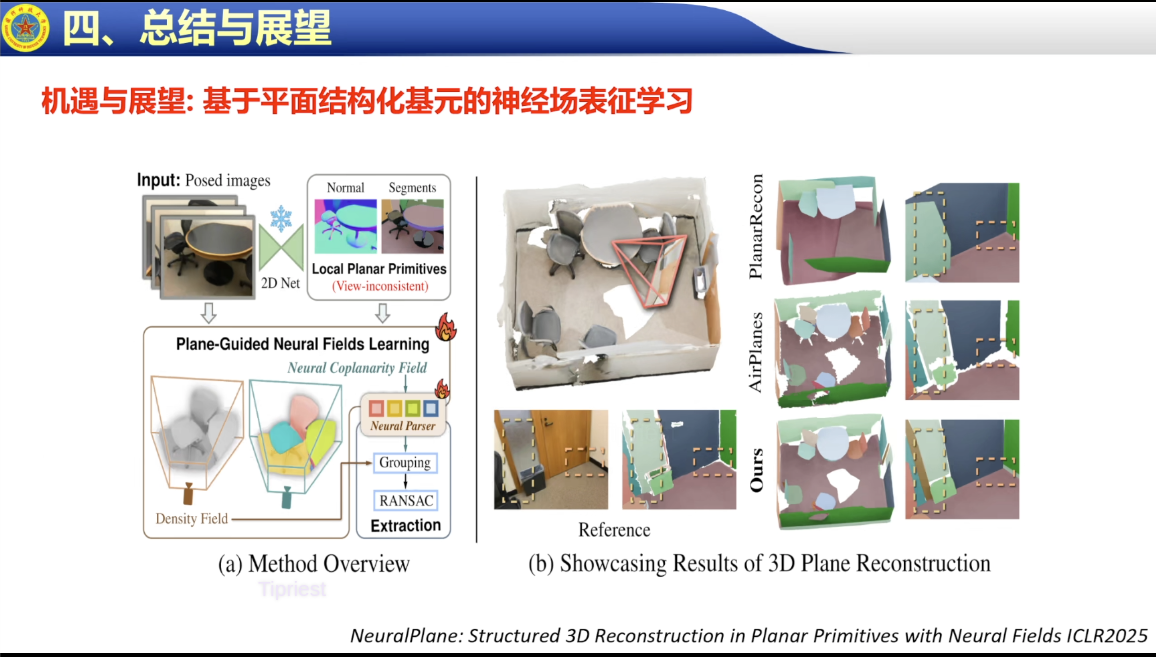 四、总结与展望
机遇与展望: 基于平面结构化基元的神经场表征学习
Input: Posed images
2D Net
Normal Segments
Local Planar Primitives
(View-inconsistent)
Plane-Guided Neural Fields Learning
Neural Coplanarity Field
Neural Parser
Grouping
RANSAC
Extraction
Density Field
(a) Method Overview
Reference
PlanarRecon
AirPlanes
Ours
(b) Showcasing Results of 3D Plane Reconstruction
Tipriest
NeuralPlane: Structured 3D Reconstruction in Planar Primitives with Neural Fields ICLR2025